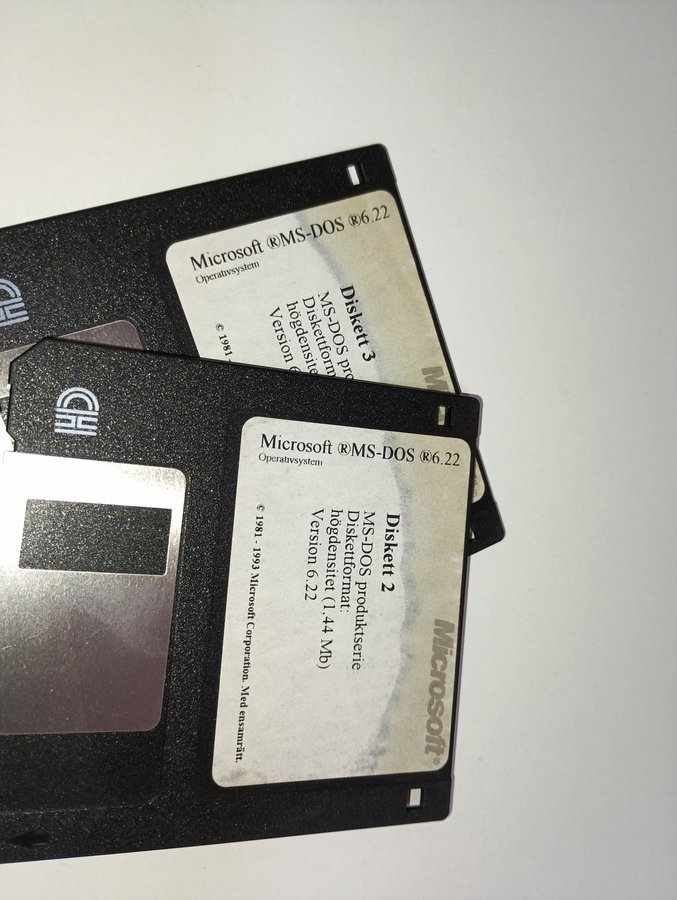 Microsoft ®MS-DOS ®6.22
Operativsystem
Diskett 3
MS-DOS
Diskettform
högdensite
Version 6
© 1981
Microsoft ®MS-DOS ®6.22
Operativsystem
Diskett 2
MS-DOS produktserie
Diskettformat:
högdensitet (1,44 Mb)
Version 6.22
© 1981 - 1993 Microsoft Corporation. Med ensamrätt.
Microsoft®